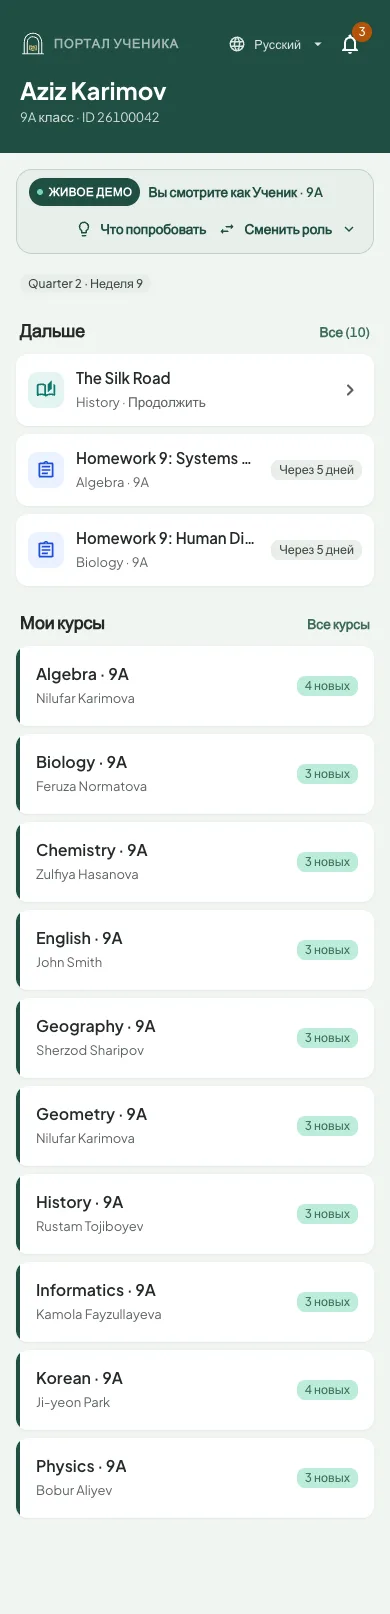 ПОРТАЛ УЧЕНИКА
Русский
3
Aziz Karimov
9A класс · ID 26100042
ЖИВОЕ ДЕМО Вы смотрите как Ученик · 9A
Что попробовать Сменить роль
Quarter 2 · Неделя 9
Дальше Все (10)
The Silk Road
History · Продолжить
Homework 9: Systems ... Через 5 дней
Algebra · 9A
Homework 9: Human Di... Через 5 дней
Biology · 9A
Мои курсы Все курсы
Algebra · 9A
Nilufar Karimova
4 новых
Biology · 9A
Feruza Normatova
3 новых
Chemistry · 9A
Zulfiya Hasanova
3 новых
English · 9A
John Smith
3 новых
Geography · 9A
Sherzod Sharipov
3 новых
Geometry · 9A
Nilufar Karimova
3 новых
History · 9A
Rustam Tojiboyev
3 новых
Informatics · 9A
Kamola Fayzullayeva
3 новых
Korean · 9A
Ji-yeon Park
4 новых
Physics · 9A
Bobur Aliyev
3 новых